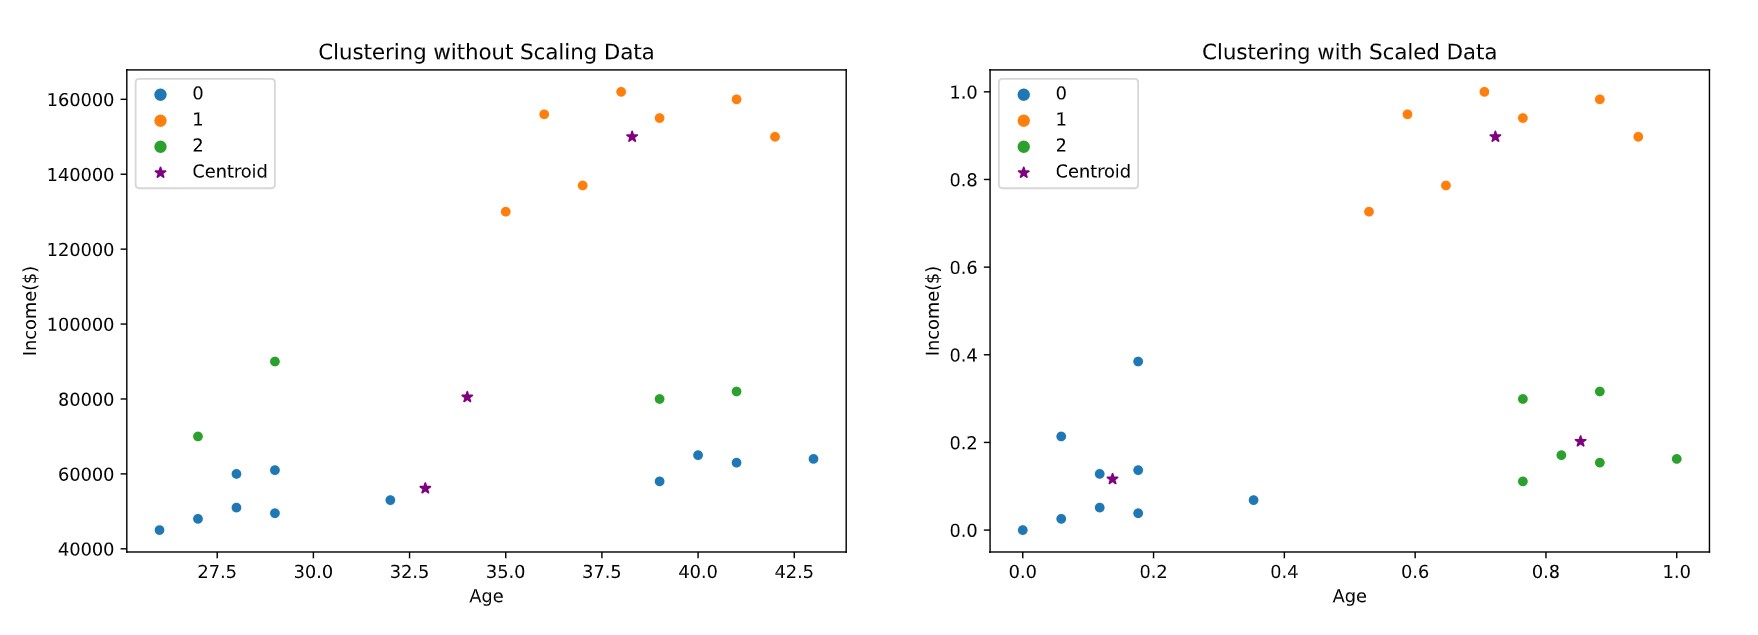 Clustering without Scaling Data
0
1
2
Centroid
160000
140000
120000
100000
80000
60000
40000
Income($)
27.5 30.0 32.5 35.0 37.5 40.0 42.5
Age
Clustering with Scaled Data
0
1
2
Centroid
1.0
0.8
0.6
0.4
0.2
0.0
Income($)
0.0 0.2 0.4 0.6 0.8 1.0
Age